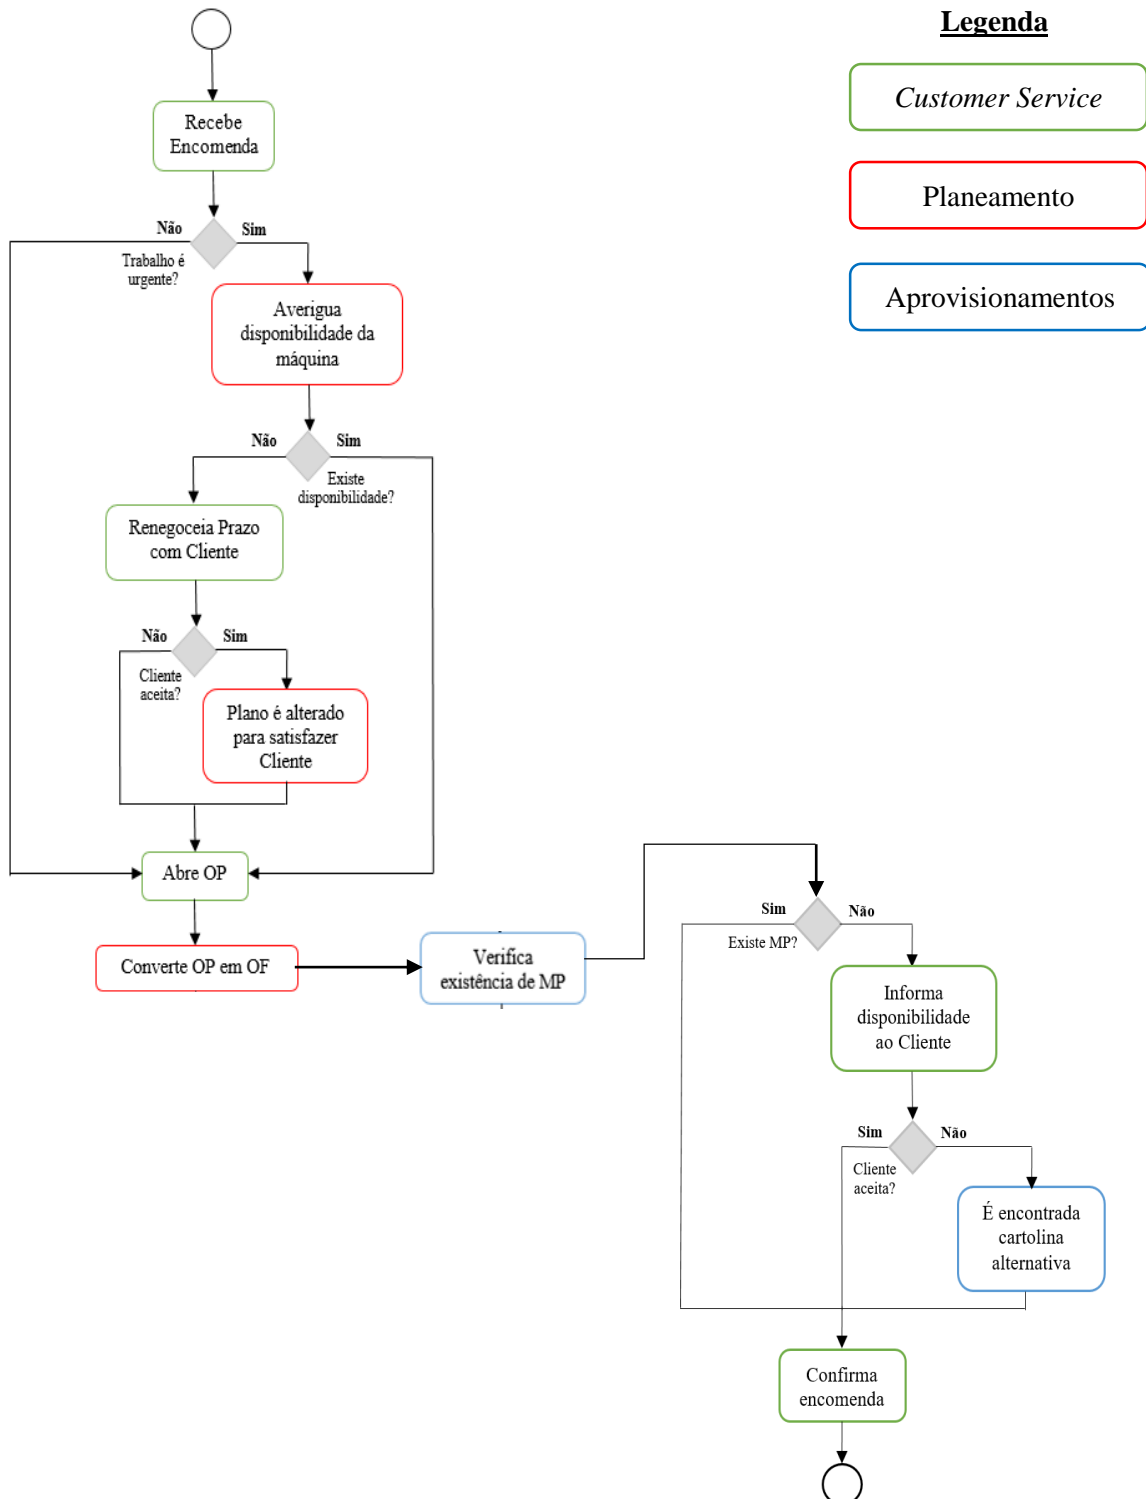 Legenda
Customer Service
Planeamento
Aprovisionamentos
Recebe
Encomenda
Não
Sim
Trabalho é
urgente?
Averigua
disponibilidade da
máquina
Não
Sim
Existe
disponibilidade?
Renegoceia Prazo
com Cliente
Não
Sim
Cliente
aceita?
Plano é alterado
para satisfazer
Cliente
Abre OP
Converte OP em OF
Verifica
existência de MP
Sim
Não
Existe MP?
Informa
disponibilidade
ao Cliente
Sim
Não
Cliente
aceita?
É encontrada
cartolina
alternativa
Confirma
encomenda